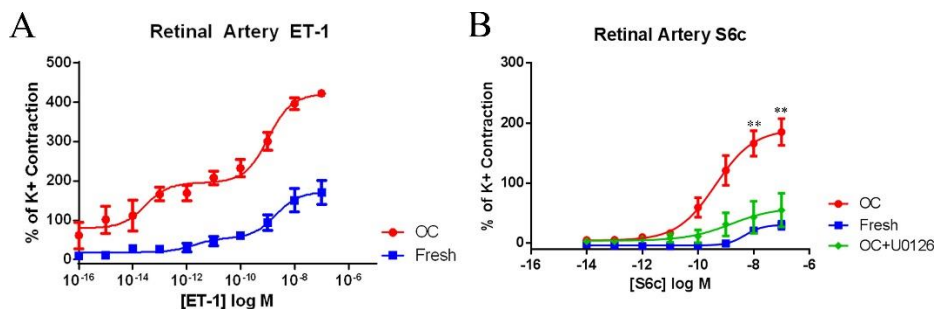 A
Retinal Artery ET-1
% of K+ Contraction
500
400
300
200
100
0
10-16
10-14
10-12
10-10
10-8
10-6
[ET-1] log M
OC
Fresh
B
Retinal Artery S6c
% of K+ Contraction
300
200
100
0
** **
-16 -14 -12 -10 -8 -6
[S6c] log M
OC
Fresh
OC+U0126